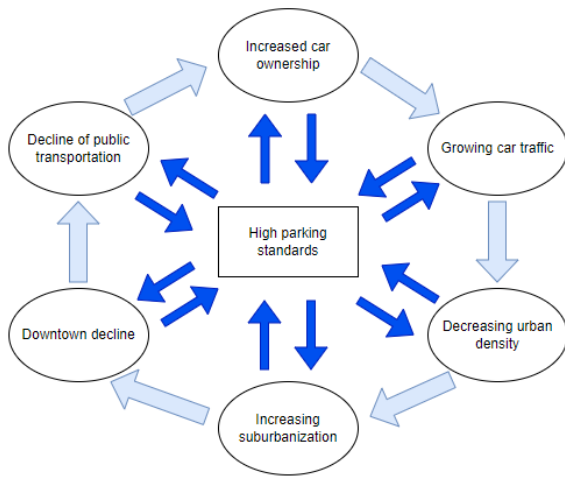 Increased car
ownership
Decline of public
transportation
Growing car traffic
High parking
standards
Downtown decline
Decreasing urban
density
Increasing
suburbanization